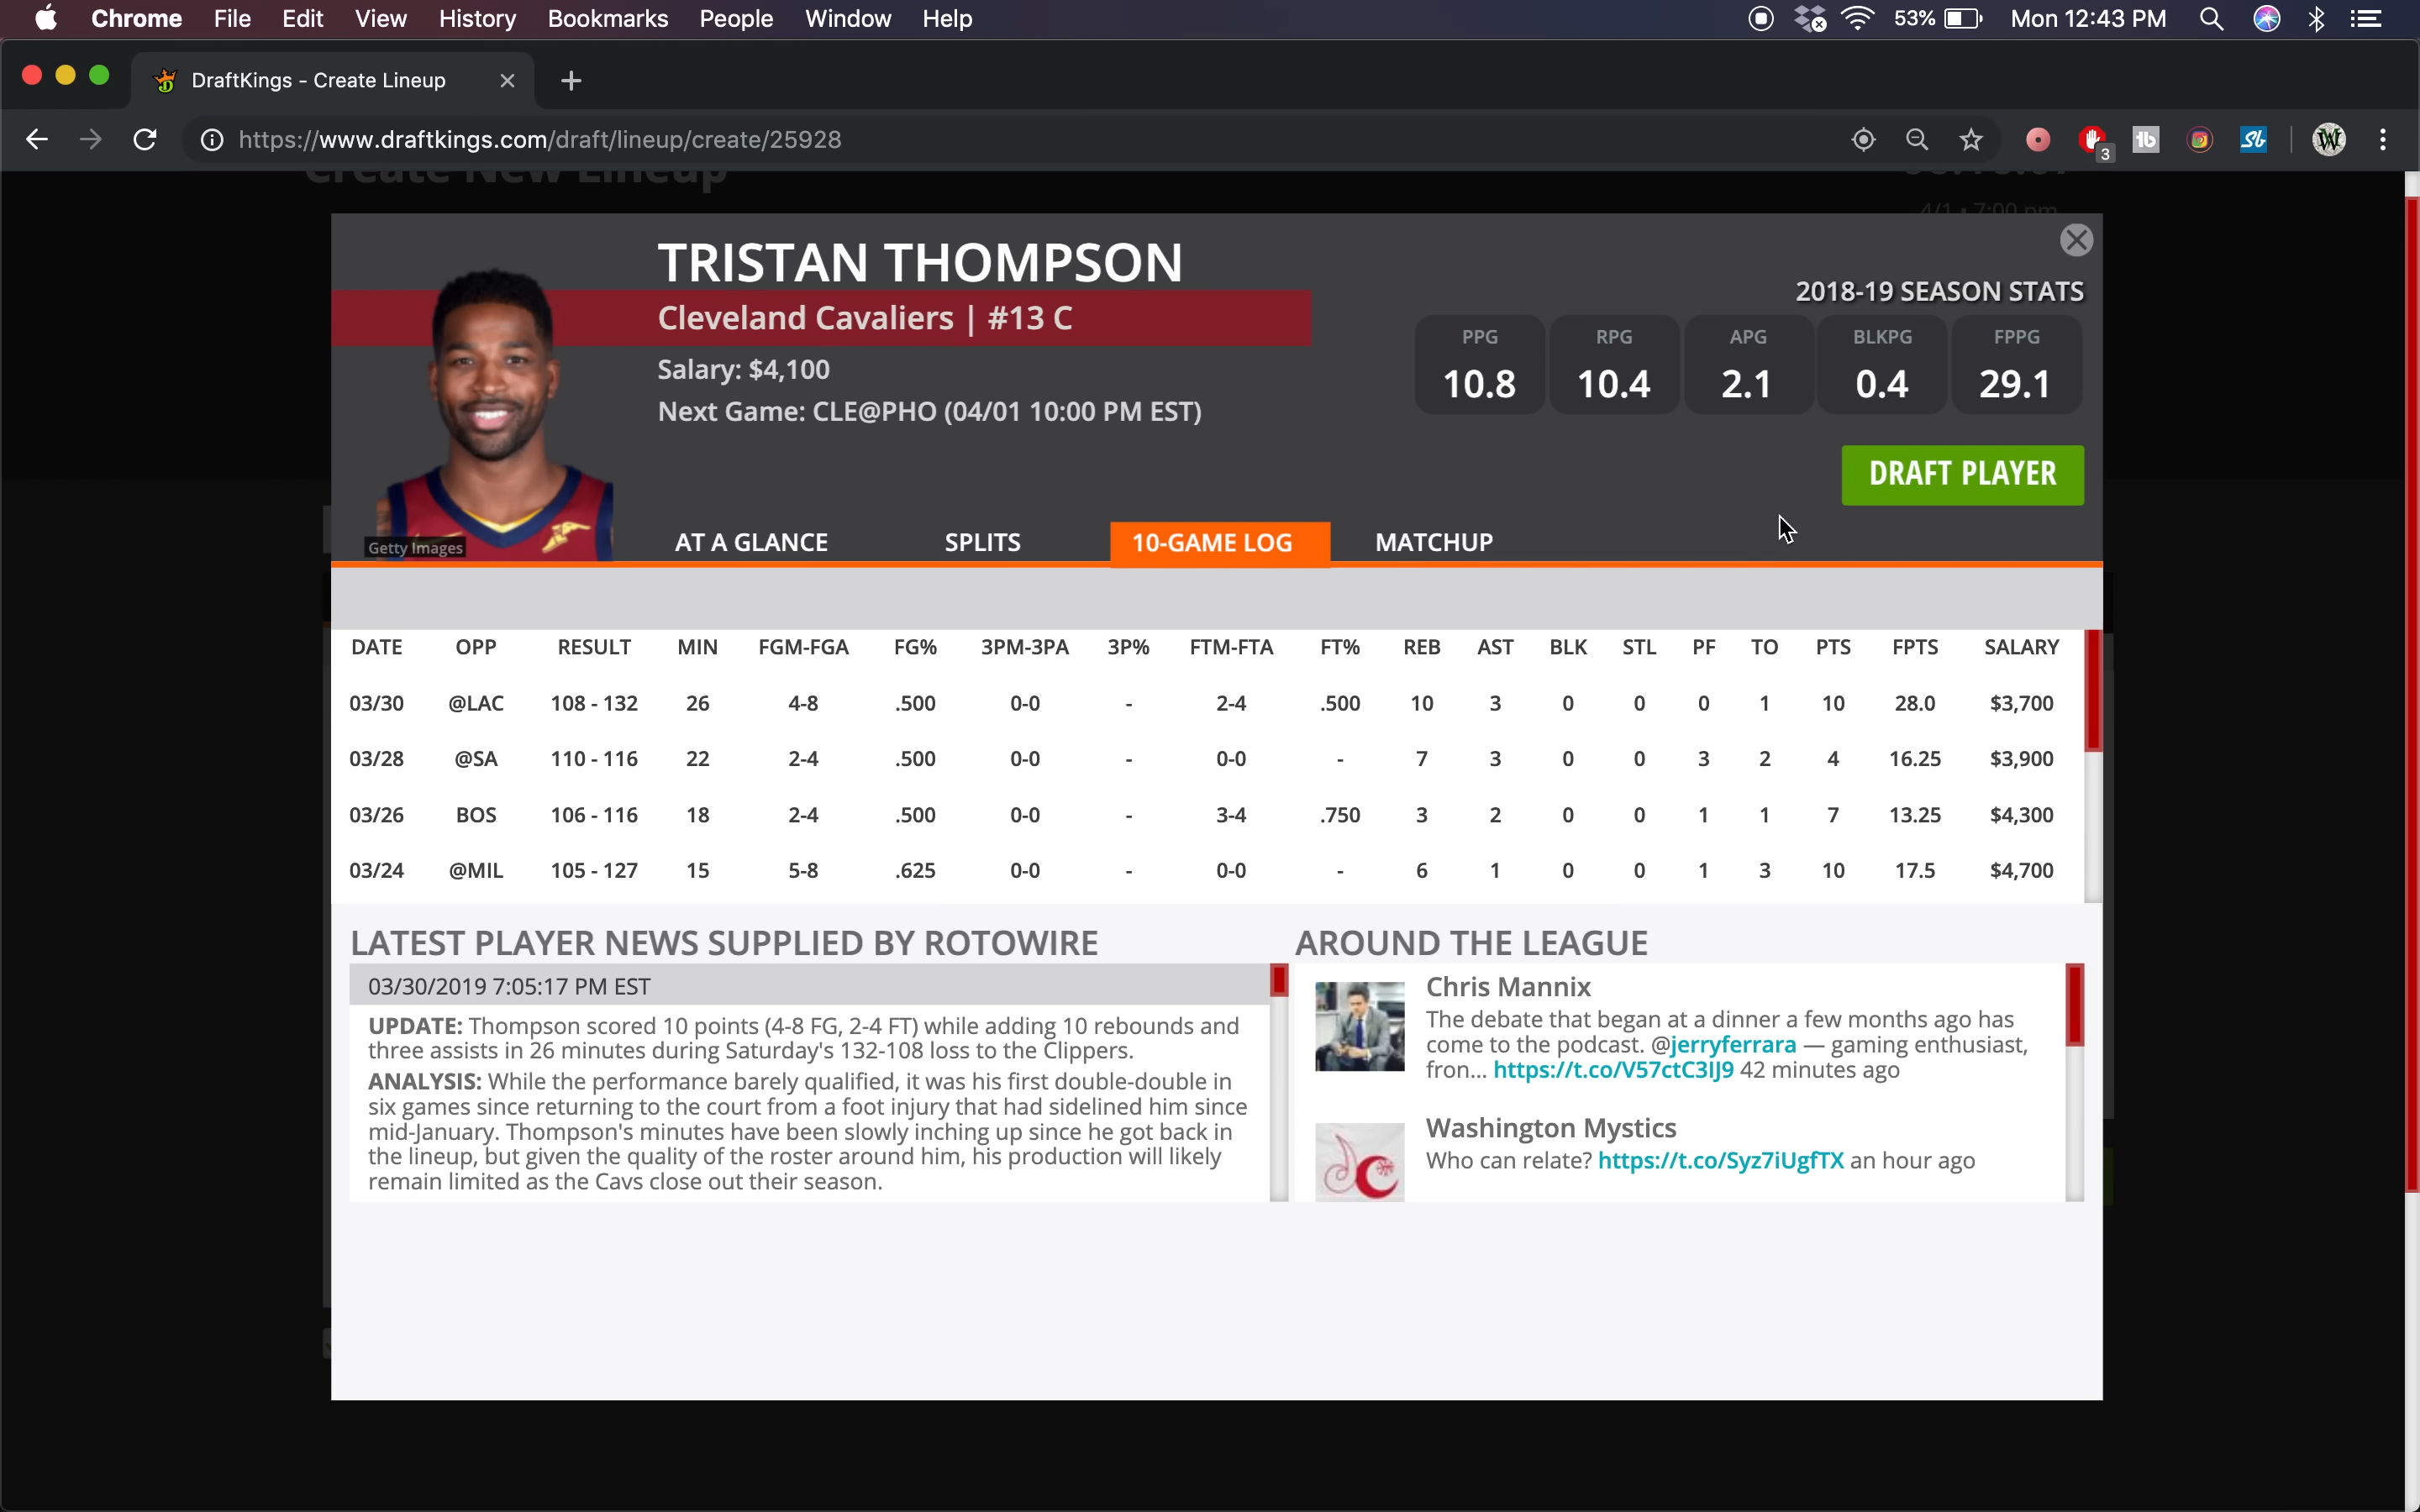 Chrome File Edit View History Bookmarks People Window Help 53% Mon 12:43 PM
DraftKings - Create Lineup
https://www.draftkings.com/draft/lineup/create/25928
3 tb Sb W
Create New Lineup
4/1 • 7:00 pm
TRISTAN THOMPSON
Cleveland Cavaliers | #13 C
Salary: $4,100
Next Game: CLE@PHO (04/01 10:00 PM EST)
2018-19 SEASON STATS
PPG RPG APG BLKPG FPPG
10.8 10.4 2.1 0.4 29.1
DRAFT PLAYER
Getty Images
AT A GLANCE SPLITS 10-GAME LOG MATCHUP
DATE OPP RESULT MIN FGM-FGA FG% 3PM-3PA 3P% FTM-FTA FT% REB AST BLK STL PF TO PTS FPTS SALARY
03/30 @LAC 108 - 132 26 4-8 .500 0-0 - 2-4 .500 10 3 0 0 0 1 10 28.0 $3,700
03/28 @SA 110 - 116 22 2-4 .500 0-0 - 0-0 - 7 3 0 0 3 2 4 16.25 $3,900
03/26 BOS 106 - 116 18 2-4 .500 0-0 - 3-4 .750 3 2 0 0 1 1 7 13.25 $4,300
03/24 @MIL 105 - 127 15 5-8 .625 0-0 - 0-0 - 6 1 0 0 1 3 10 17.5 $4,700
LATEST PLAYER NEWS SUPPLIED BY ROTOWIRE
03/30/2019 7:05:17 PM EST
UPDATE: Thompson scored 10 points (4-8 FG, 2-4 FT) while adding 10 rebounds and
three assists in 26 minutes during Saturday's 132-108 loss to the Clippers.
ANALYSIS: While the performance barely qualified, it was his first double-double in
six games since returning to the court from a foot injury that had sidelined him since
mid-January. Thompson's minutes have been slowly inching up since he got back in
the lineup, but given the quality of the roster around him, his production will likely
remain limited as the Cavs close out their season.
AROUND THE LEAGUE
Chris Mannix
The debate that began at a dinner a few months ago has
come to the podcast. @jerryferrara — gaming enthusiast,
fron... https://t.co/V57ctC3IJ9 42 minutes ago
Washington Mystics
Who can relate? https://t.co/Syz7iUgfTX an hour ago